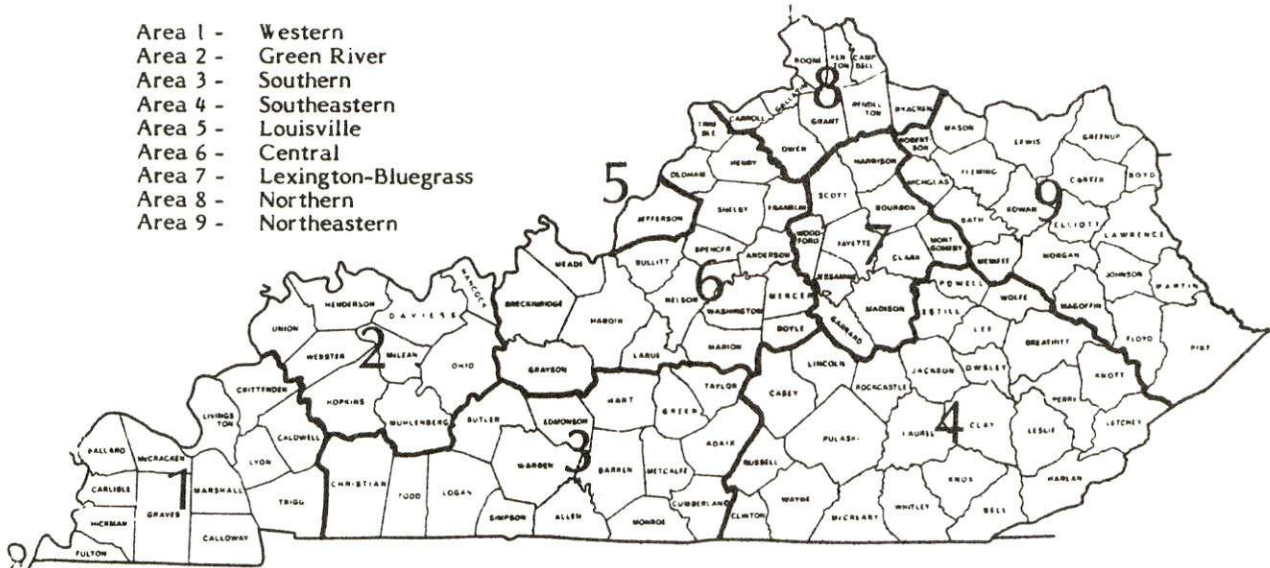 Area 1 - Western
Area 2 - Green River
Area 3 - Southern
Area 4 - Southeastern
Area 5 - Louisville
Area 6 - Central
Area 7 - Lexington-Bluegrass
Area 8 - Northern
Area 9 - Northeastern
BOONE
KENTON
CAMPBELL
8
GALLATIN
CARROLL
GRANT
PENDLETON
BRACKEN
TRIMBLE
OWEN
ROBERTSON
MASON
LEWIS
GREENUP
HENRY
HARRISON
OLDHAM
5
SCOTT
NICHOLAS
FLEMING
CARTER
BOYD
9
JEFFERSON
SHELBY
FRANKLIN
BOURBON
BATH
ROWAN
ELLIOTT
LAWRENCE
WOODFORD
FAYETTE
7
MONTGOMERY
SPENCER
ANDERSON
CLARK
MENIFEE
MORGAN
JOHNSON
MARTIN
BULLITT
JESSAMINE
MEADE
BRECKINRIDGE
HANCOCK
6
NELSON
MERCER
MADISON
POWELL
WOLFE
MAGOFFIN
HENDERSON
DAVIESS
HARDIN
WASHINGTON
GARRARD
ESTILL
LEE
FLOYD
PIKE
UNION
BOYLE
BREATHITT
2
WEBSTER
McLEAN
OHIO
GRAYSON
LARUE
MARION
LINCOLN
JACKSON
OWSLEY
KNOTT
CRITTENDEN
HOPKINS
MUHLENBERG
BUTLER
EDMONSON
HART
GREEN
TAYLOR
CASEY
ROCKCASTLE
PERRY
LIVINGSTON
CALDWELL
LAUREL
4
CLAY
LESLIE
LETCHEY
PULASKI
ADAIR
3
WARREN
BARREN
METCALFE
RUSSELL
BALLARD
McCRACKEN
LYON
1
CARLISLE
MARSHALL
TRIGG
CHRISTIAN
TODD
LOGAN
CUMBERLAND
WAYNE
KNOX
HARLAN
GRAVES
HICKMAN
CALLOWAY
SIMPSON
ALLEN
MONROE
CLINTON
McCREARY
WHITLEY
BELL
FULTON